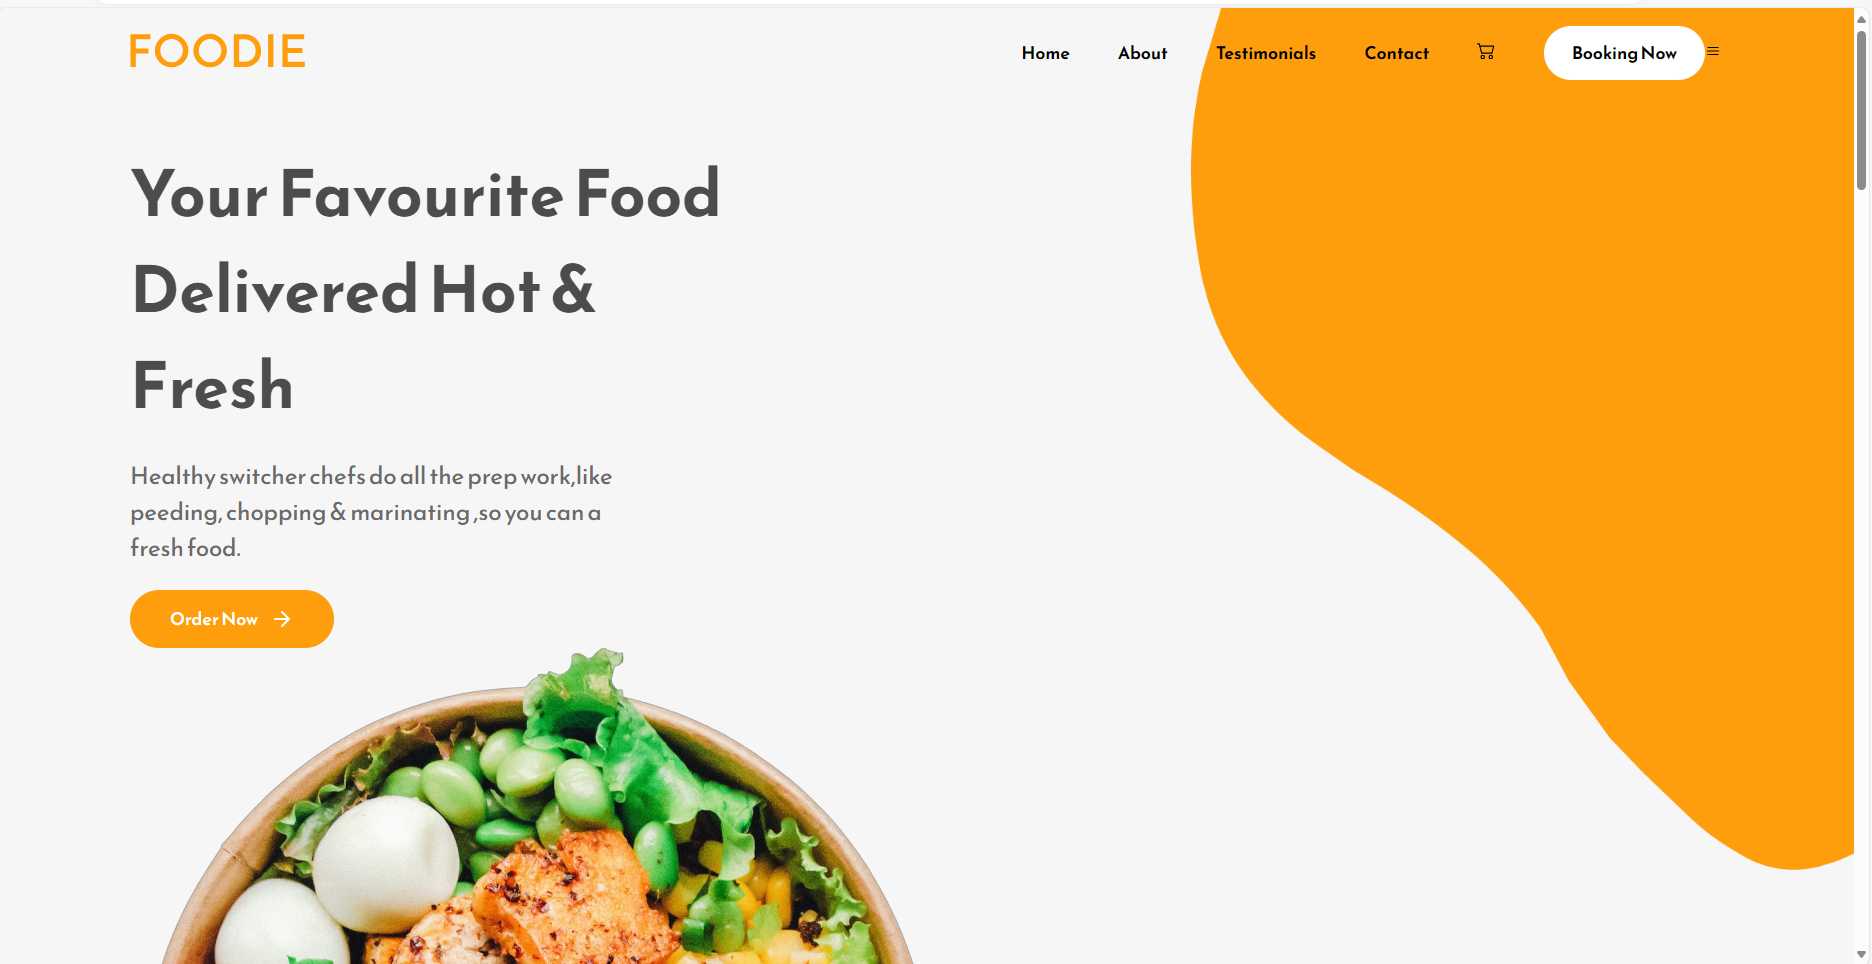 FOODIE
Home About Testimonials Contact Booking Now
Your Favourite Food
Delivered Hot &
Fresh
Healthy switcher chefs do all the prep work,like
peeding, chopping & marinating ,so you can a
fresh food.
Order Now